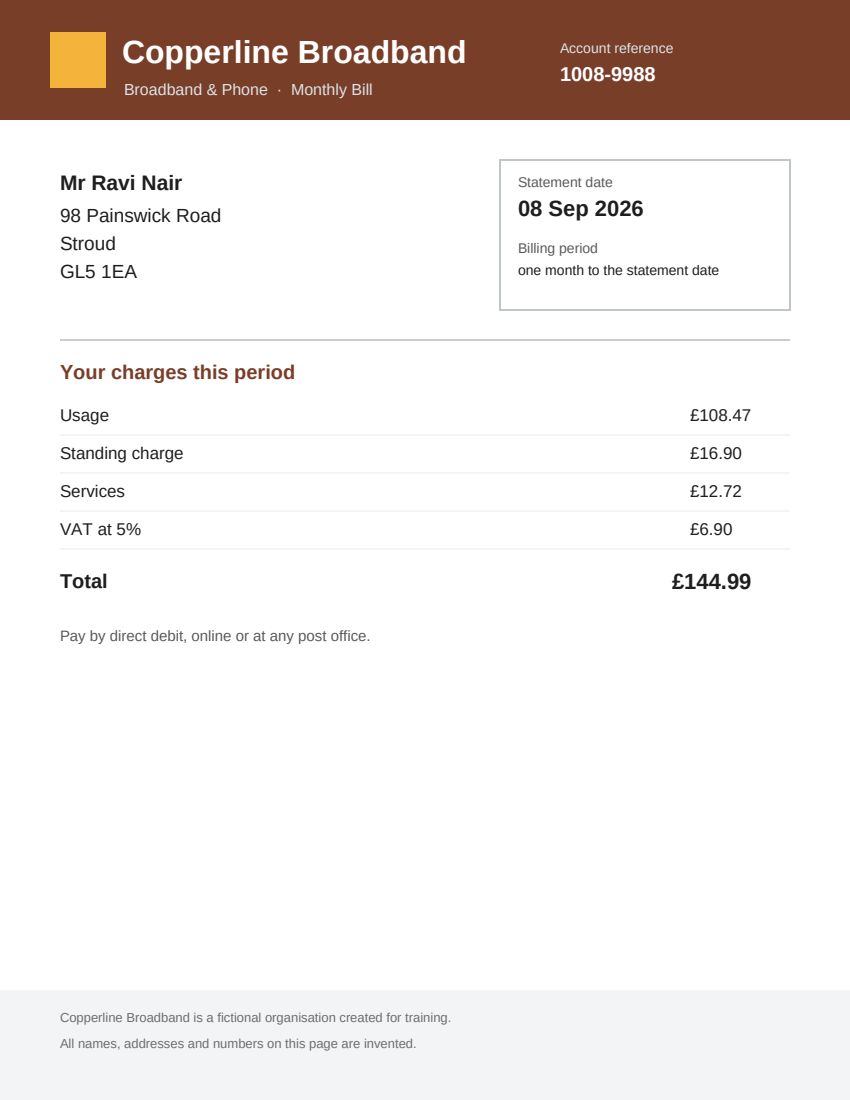 Copperline Broadband
Broadband & Phone · Monthly Bill
Account reference
1008-9988
Mr Ravi Nair
98 Painswick Road
Stroud
GL5 1EA
Statement date
08 Sep 2026
Billing period
one month to the statement date
Your charges this period
Usage £108.47
Standing charge £16.90
Services £12.72
VAT at 5% £6.90
Total £144.99
Pay by direct debit, online or at any post office.
Copperline Broadband is a fictional organisation created for training.
All names, addresses and numbers on this page are invented.